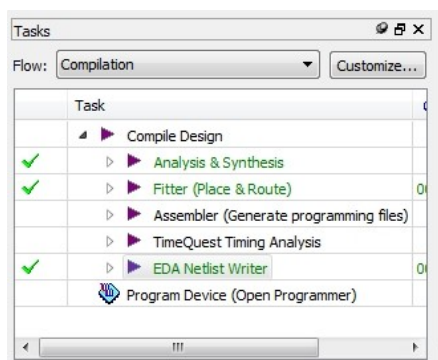 Tasks
Flow: Compilation Customize...
Task
Compile Design
Analysis & Synthesis
Fitter (Place & Route)
Assembler (Generate programming files)
TimeQuest Timing Analysis
EDA Netlist Writer
Program Device (Open Programmer)